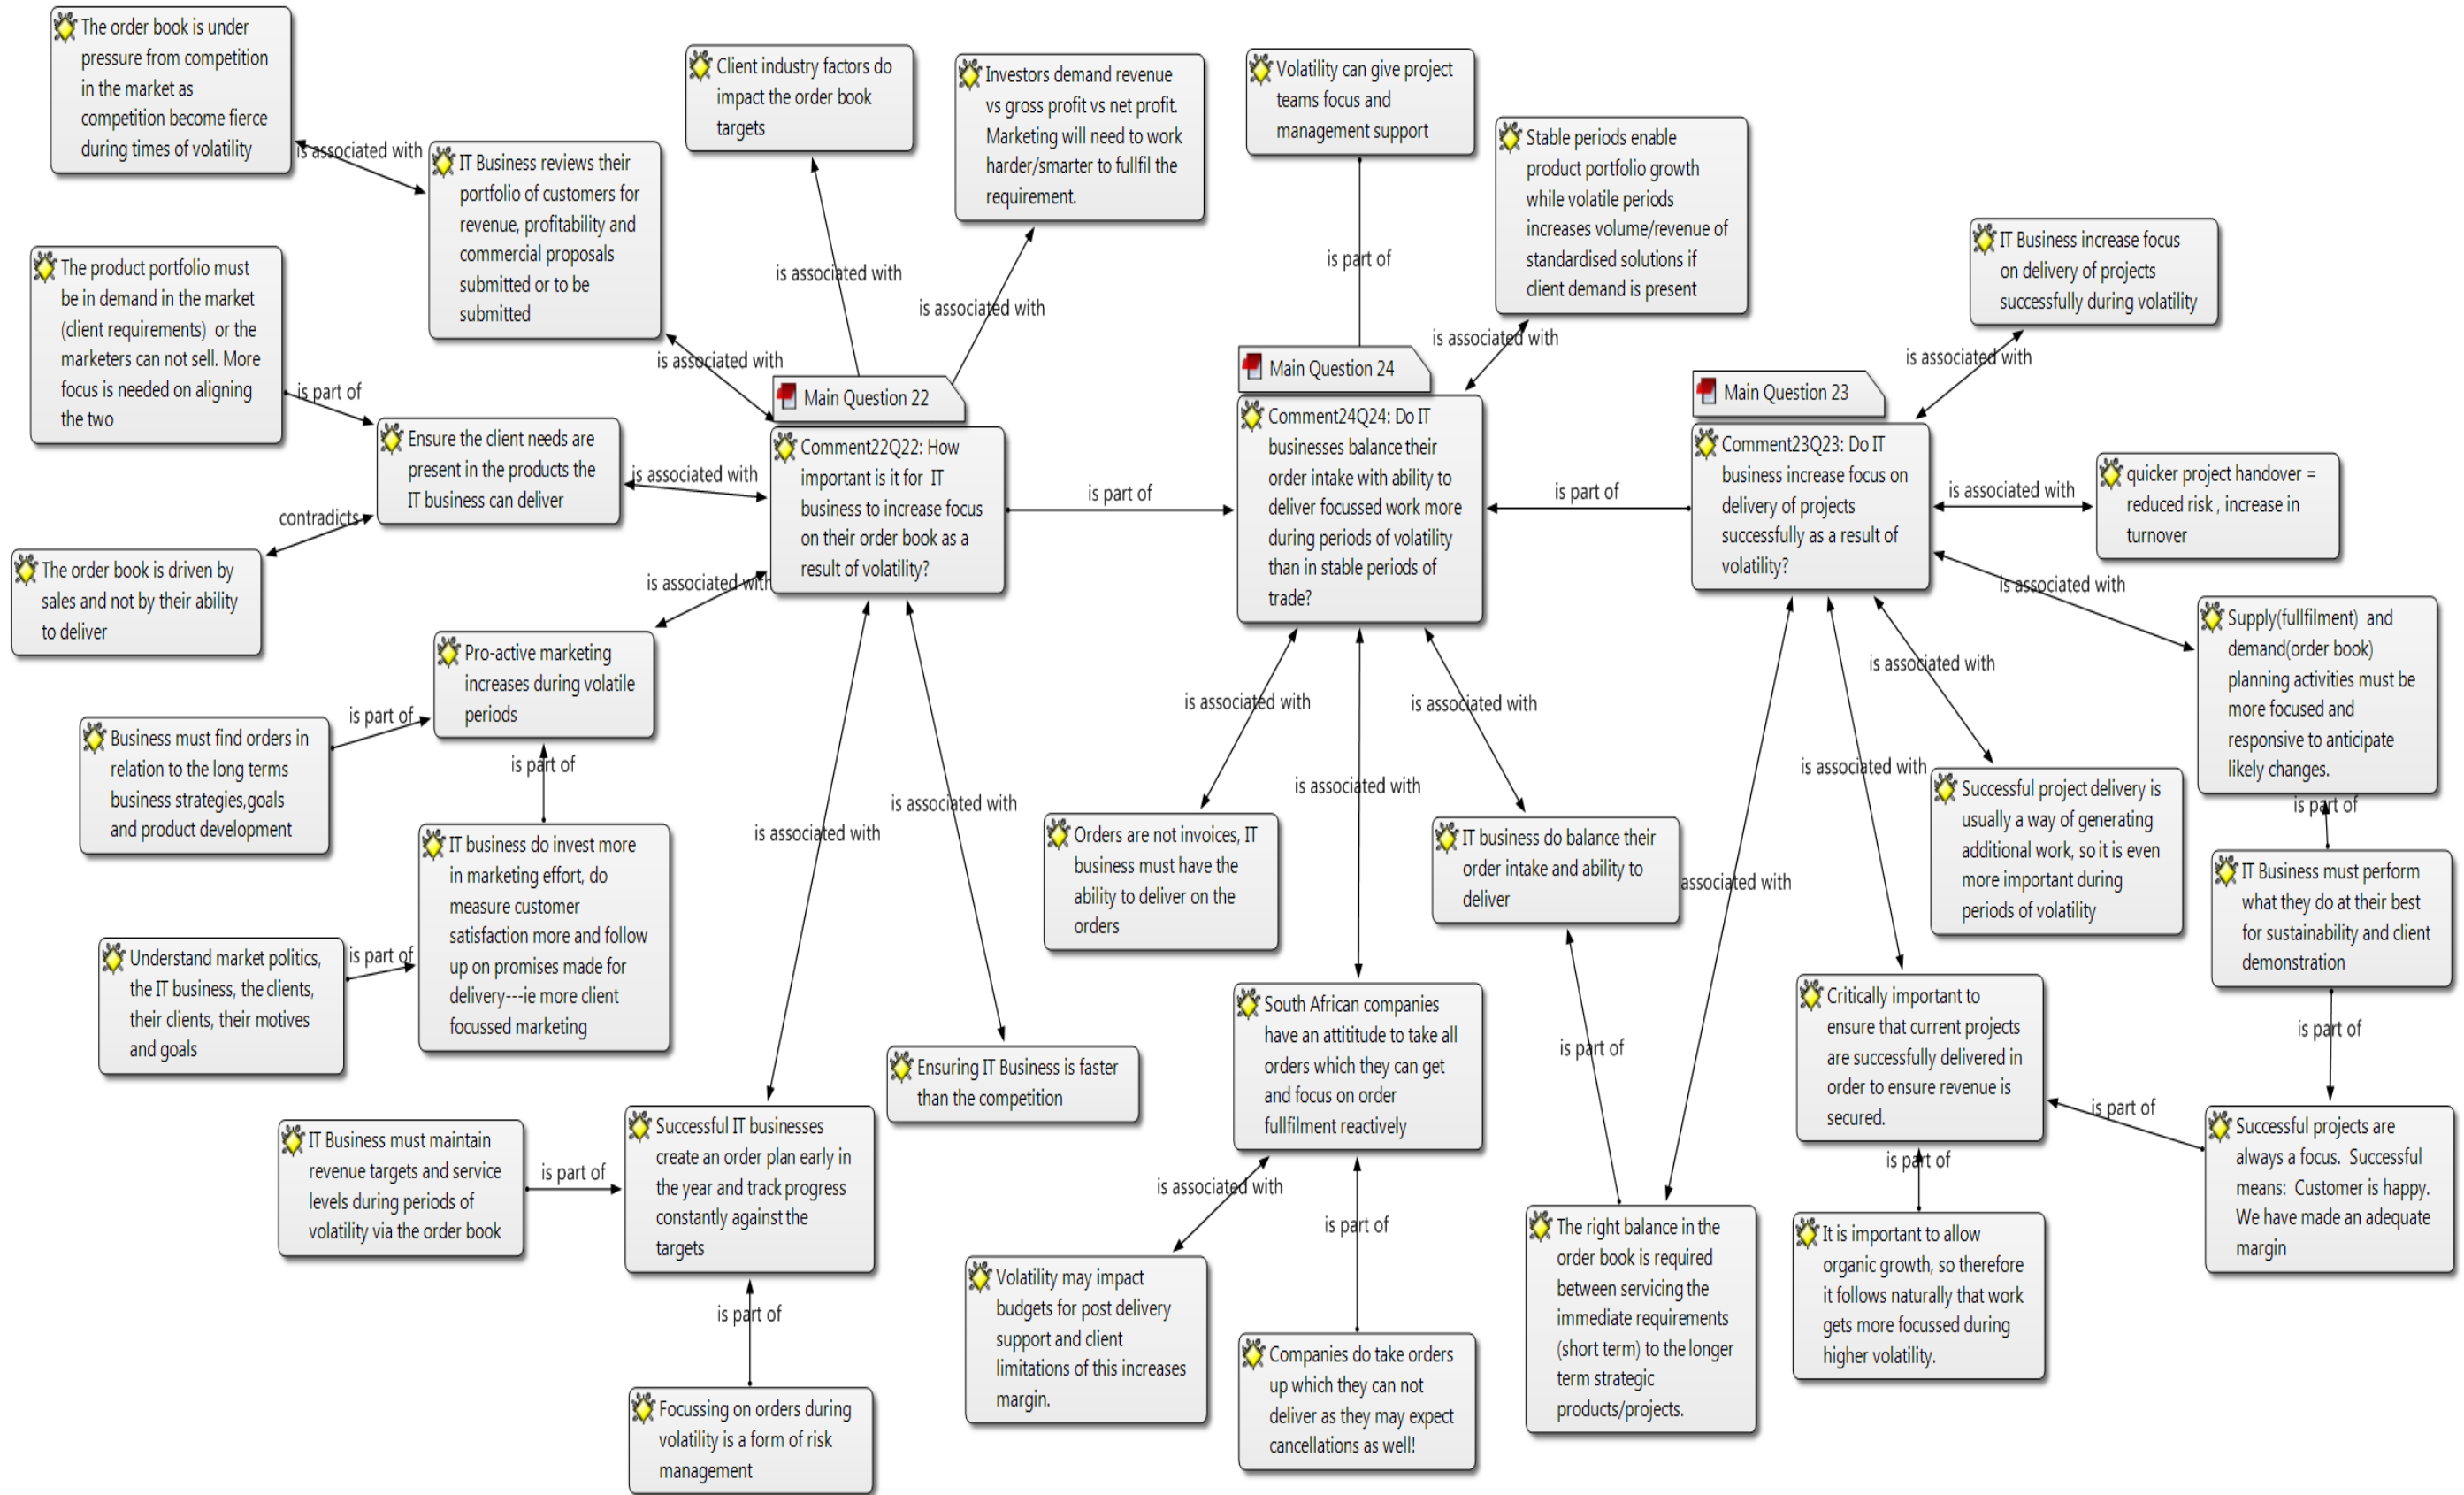 The order book is under
pressure from competition
in the market as
competition become fierce
during times of volatility
is associated with
IT Business reviews their
portfolio of customers for
revenue, profitability and
commercial proposals
submitted or to be
submitted
Client industry factors do
impact the order book
targets
is associated with
Investors demand revenue
vs gross profit vs net profit.
Marketing will need to work
harder/smarter to fullfil the
requirement.
is associated with
Volatility can give project
teams focus and
management support
is part of
Stable periods enable
product portfolio growth
while volatile periods
increases volume/revenue of
standardised solutions if
client demand is present
is associated with
IT Business increase focus
on delivery of projects
successfully during volatility
is associated with
The product portfolio must
be in demand in the market
(client requirements)  or the
marketers can not sell. More
focus is needed on aligning
the two
is part of
is associated with
Main Question 22
Main Question 24
Main Question 23
Ensure the client needs are
present in the products the
IT business can deliver
is associated with
Comment22Q22: How
important is it for  IT
business to increase focus
on their order book as a
result of volatility?
is part of
Comment24Q24: Do IT
businesses balance their
order intake with ability to
deliver focussed work more
during periods of volatility
than in stable periods of
trade?
is part of
Comment23Q23: Do IT
business increase focus on
delivery of projects
successfully as a result of
volatility?
is associated with
quicker project handover =
reduced risk , increase in
turnover
contradicts
The order book is driven by
sales and not by their ability
to deliver
is associated with
is associated with
Supply(fullfilment)  and
demand(order book)
planning activities must be
more focused and
responsive to anticipate
likely changes.
Pro-active marketing
increases during volatile
periods
is part of
Business must find orders in
relation to the long terms
business strategies,goals
and product development
is part of
IT business do invest more
in marketing effort, do
measure customer
satisfaction more and follow
up on promises made for
delivery---ie more client
focussed marketing
is part of
Understand market politics,
the IT business, the clients,
their clients, their motives
and goals
is associated with
is associated with
is associated with
is associated with
is associated with
associated with
is associated with
is associated with
Orders are not invoices, IT
business must have the
ability to deliver on the
orders
IT business do balance their
order intake and ability to
deliver
Successful project delivery is
usually a way of generating
additional work, so it is even
more important during
periods of volatility
is part of
IT Business must perform
what they do at their best
for sustainability and client
demonstration
is part of
Ensuring IT Business is faster
than the competition
South African companies
have an attititude to take all
orders which they can get
and focus on order
fullfilment reactively
is part of
Critically important to
ensure that current projects
are successfully delivered in
order to ensure revenue is
secured.
is part of
Successful projects are
always a focus.  Successful
means:  Customer is happy.
We have made an adequate
margin
IT Business must maintain
revenue targets and service
levels during periods of
volatility via the order book
is part of
Successful IT businesses
create an order plan early in
the year and track progress
constantly against the
targets
is part of
Focussing on orders during
volatility is a form of risk
management
is associated with
Volatility may impact
budgets for post delivery
support and client
limitations of this increases
margin.
is part of
Companies do take orders
up which they can not
deliver as they may expect
cancellations as well!
The right balance in the
order book is required
between servicing the
immediate requirements
(short term) to the longer
term strategic
products/projects.
is part of
It is important to allow
organic growth, so therefore
it follows naturally that work
gets more focussed during
higher volatility.